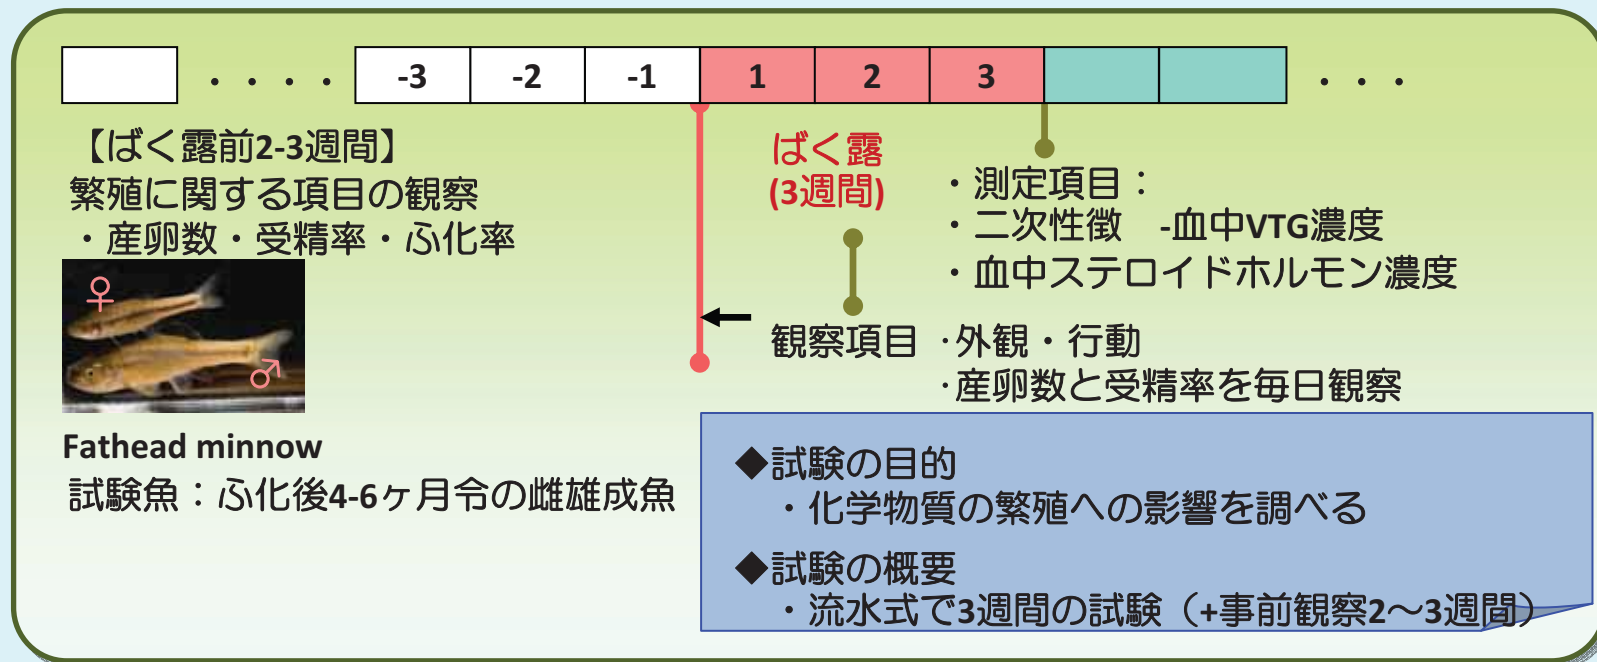 ・・・・ -3 -2 -1 1 2 3 ・・・
【ばく露前2-3週間】
繁殖に関する項目の観察
・産卵数・受精率・ふ化率
♀
♂
Fathead minnow
試験魚：ふ化後4-6ヶ月令の雌雄成魚
ばく露
(3週間)
・測定項目：
・二次性徴 -血中VTG濃度
・血中ステロイドホルモン濃度
観察項目 ・外観・行動
・産卵数と受精率を毎日観察
◆試験の目的
・化学物質の繁殖への影響を調べる
◆試験の概要
・流水式で3週間の試験（+事前観察2～3週間）